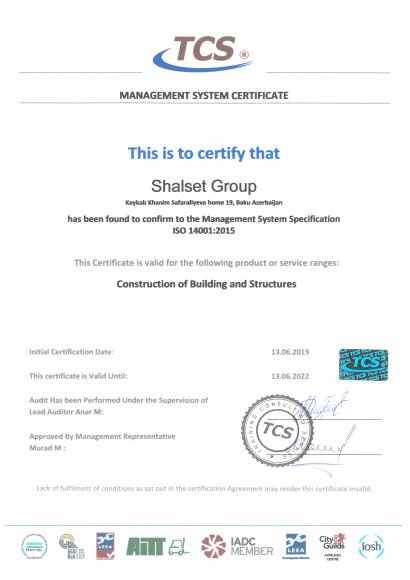 TCS ®
MANAGEMENT SYSTEM CERTIFICATE
This is to certify that
Shalset Group
Keykab Khanim Safaraliyeva home 19, Baku Azerbaijan
has been found to confirm to the Management System Specification
ISO 14001:2015
This Certificate is valid for the following product or service ranges:
Construction of Building and Structures
Initial Certification Date: 13.06.2019
This certificate is Valid Until: 13.06.2022
TCS
Audit Has been Performed Under the Supervision of
Lead Auditor Anar M:
TRAINING CONSULTING
TCS
Approved By Management Representative
Murad M :
Lack of fulfilment of conditions as set out in the certification Agreement may render this certificate invalid.
LEEA
AITT
IADC
MEMBER
LEEA
City&
Guilds
APPROVED
CENTRE
iosh